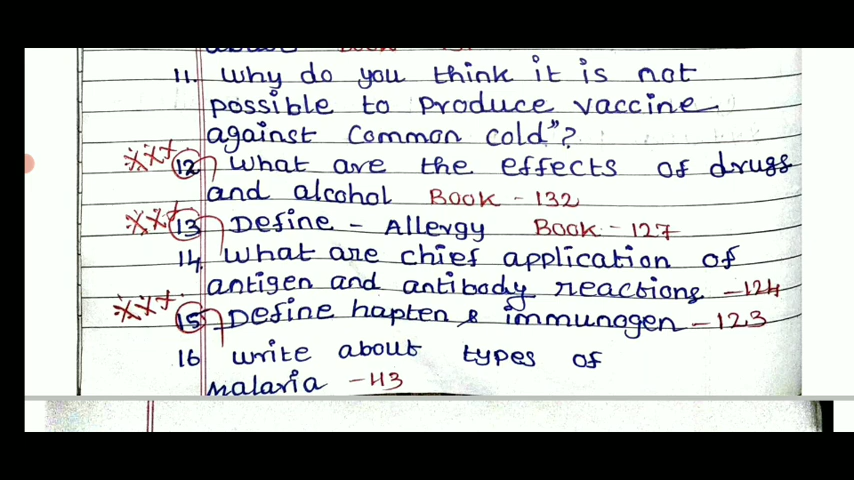 11. Why do you think it is not
possible to produce vaccine
against common cold"?
12 What are the effects of drugs
and alcohol Book - 132
13 Define - Allergy Book - 127
14. What are chief application of
antigen and antibody reactions - 124
15 Define hapten & immunogen - 123
16 write about types of
malaria - 113